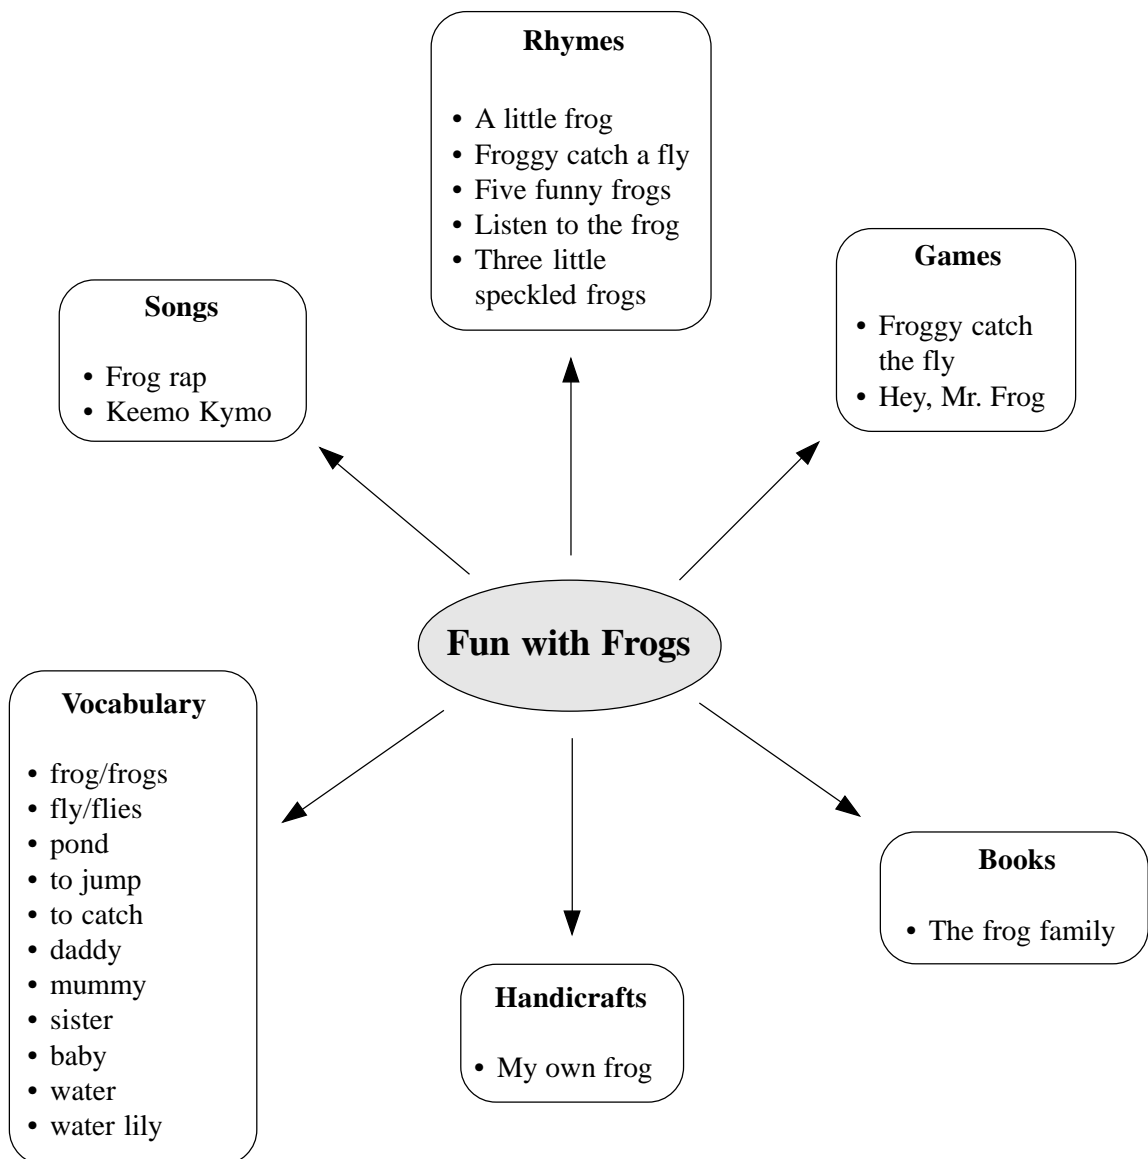 Rhymes
• A little frog
• Froggy catch a fly
• Five funny frogs
• Listen to the frog
• Three little
speckled frogs
Games
• Froggy catch
the fly
• Hey, Mr. Frog
Songs
• Frog rap
• Keemo Kymo
Fun with Frogs
Vocabulary
• frog/frogs
• fly/flies
• pond
• to jump
• to catch
• daddy
• mummy
• sister
• baby
• water
• water lily
Books
• The frog family
Handicrafts
• My own frog